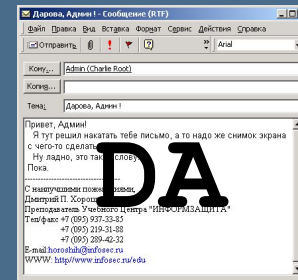 Дарова, Админ ! - Сообщение (RTF)
Файл Правка Вид Вставка Формат Сервис Действия Справка
Отправить Arial
Кому... Admin (Charlie Root)
Копия...
Тема: Дарова, Админ !
Привет, Админ!
Я тут решил накатать тебе письмо, а то надо же снимок экрана
с чего-то сделать
Ну ладно, это так слову
Пока.
DA
С наилучшими пожеланиями,
Дмитрий П.
Преподаватель Учебного Центра "ИНФОРМЗАЩИТА"
Тел/факс +7 (095) 937-33-85
+7 (095) 219-31-88
+7 (095) 289-42-32
E-mail:horoshih@infosec.ru
WWW: http//www.infosec.ru/edu